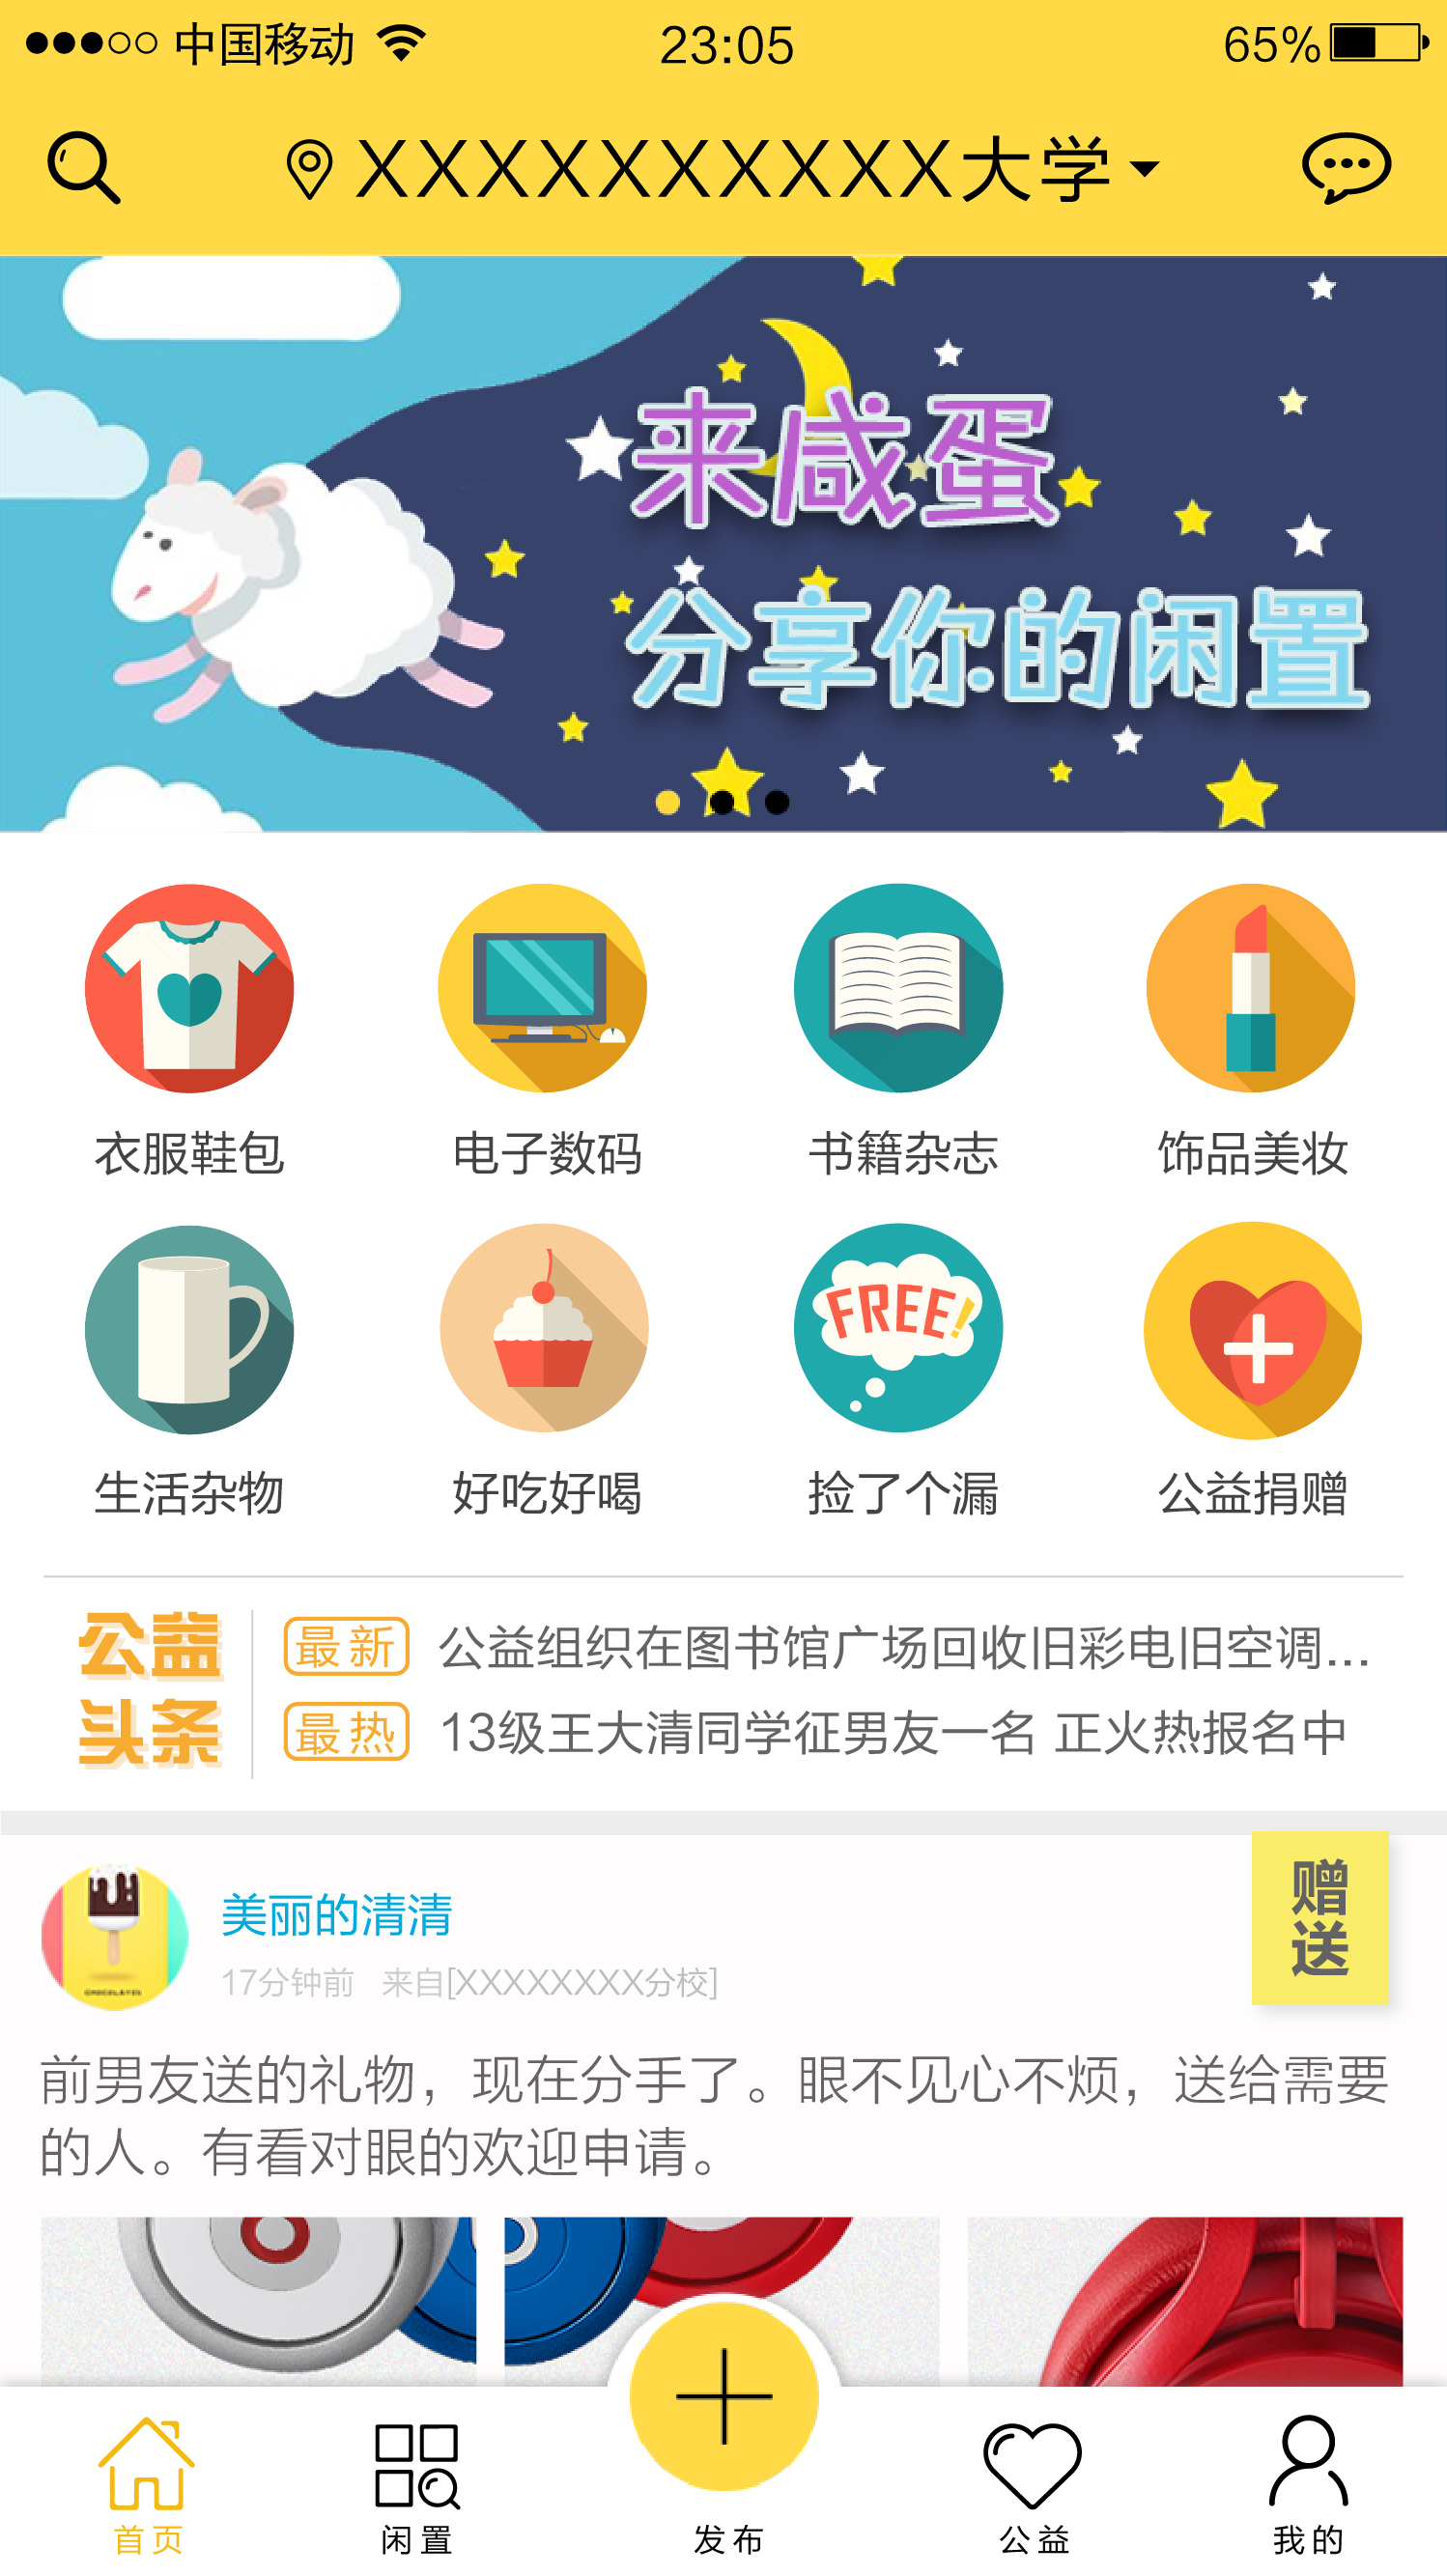 中国移动 23:05 65%
XXXXXXXXXX大学
来咸蛋
分享你的闲置
衣服鞋包 电子数码 书籍杂志 饰品美妆
FREE!
生活杂物 好吃好喝 捡了个漏 公益捐赠
公益
头条
最新 公益组织在图书馆广场回收旧彩电旧空调...
最热 13级王大清同学征男友一名 正火热报名中
美丽的清清
赠
送
17分钟前 来自[XXXXXXXX分校]
前男友送的礼物，现在分手了。眼不见心不烦，送给需要
的人。有看对眼的欢迎申请。
首页 闲置 发布 公益 我的